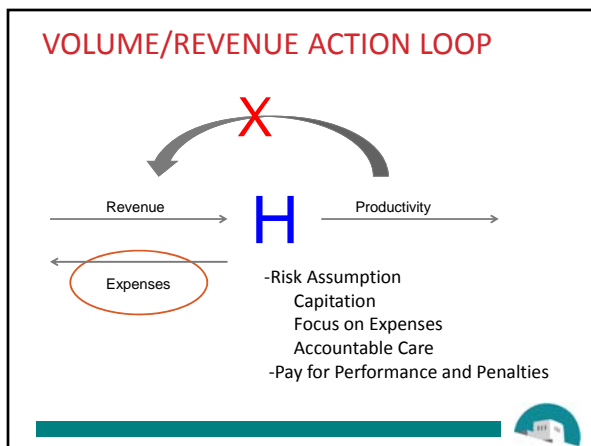 VOLUME/REVENUE ACTION LOOP
X
Revenue
H
Productivity
Expenses
-Risk Assumption
Capitation
Focus on Expenses
Accountable Care
-Pay for Performance and Penalties